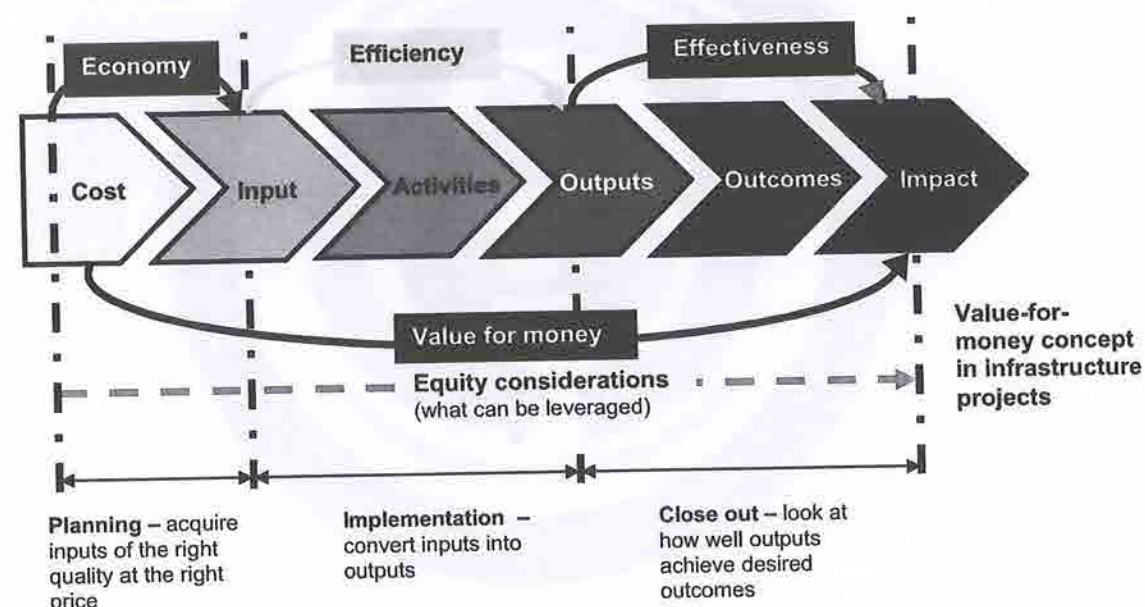 Economy
Efficiency
Effectiveness
Cost
Input
Activities
Outputs
Outcomes
Impact
Value for money
Equity considerations
(what can be leveraged)
Value-for-
money concept
in infrastructure
projects
Planning – acquire
inputs of the right
quality at the right
price
Implementation –
convert inputs into
outputs
Close out – look at
how well outputs
achieve desired
outcomes